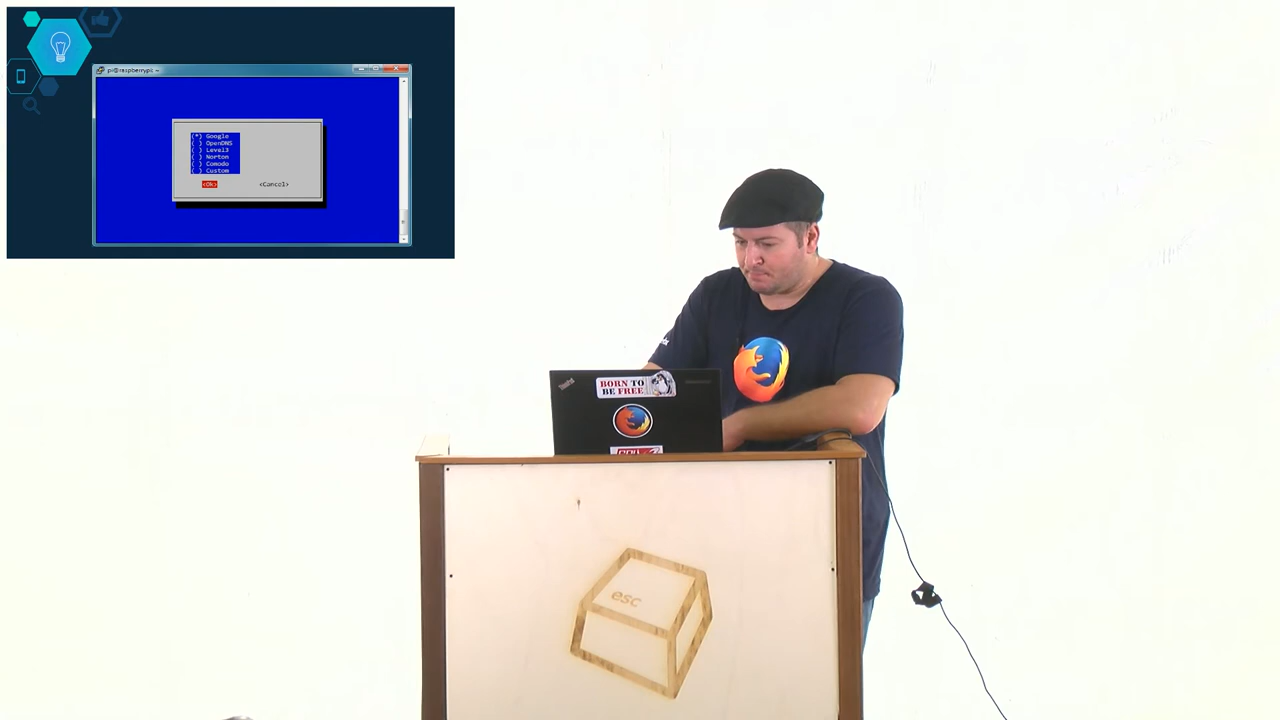 pi@raspberrypi: ~
(*) Google
( ) OpenDNS
( ) Level3
( ) Norton
( ) Comodo
( ) Custom
<Ok>
<Cancel>
BORN TO
BE FREE
esc